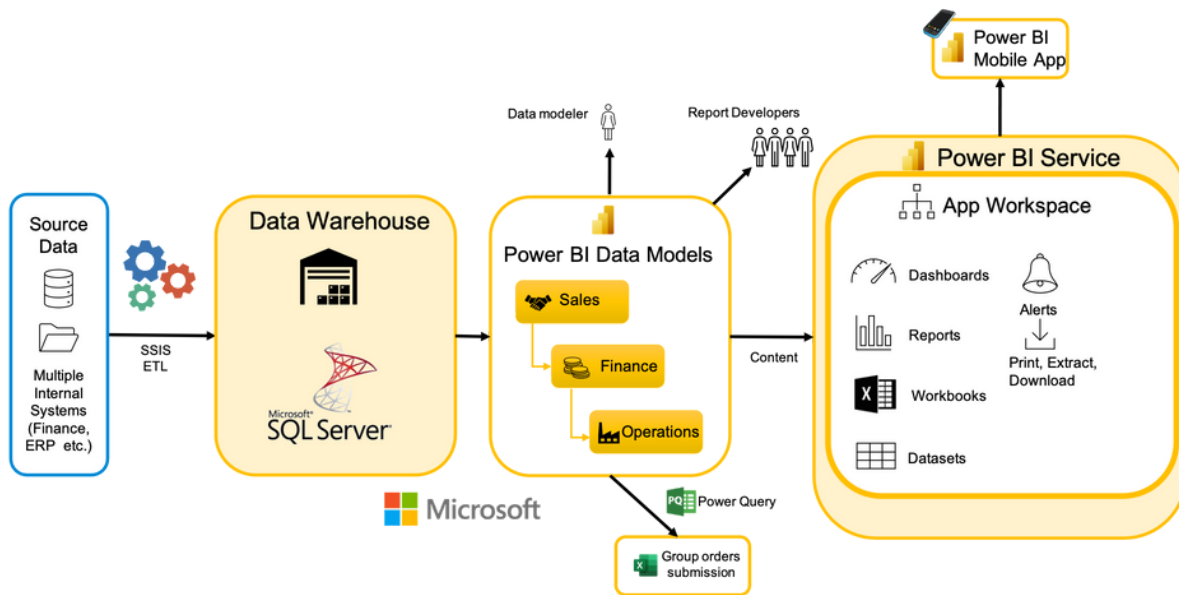 Power BI
Mobile App
Data modeler
Report Developers
Power BI Service
App Workspace
Source
Data
Data Warehouse
Power BI Data Models
Dashboards
Sales
Alerts
SSIS
ETL
Reports
Content
Print, Extract,
Download
Finance
Multiple
Internal
Systems
(Finance,
ERP etc.)
X
Workbooks
Microsoft®
SQL Server®
Operations
Datasets
Microsoft
PQ
Power Query
X
Group orders
submission